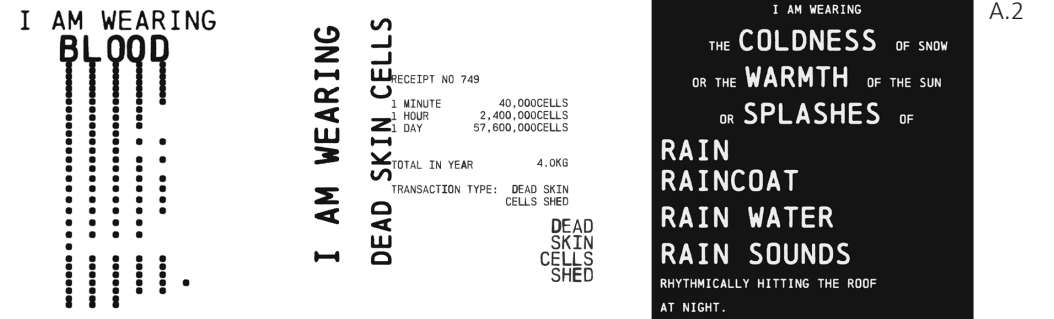 I AM WEARING
BLOOD
I AM WEARING
DEAD SKIN CELLS
RECEIPT NO 749
1 MINUTE 40,000CELLS
1 HOUR 2,400,000CELLS
1 DAY 57,600,000CELLS
TOTAL IN YEAR 4.0KG
TRANSACTION TYPE: DEAD SKIN
CELLS SHED
DEAD
SKIN
CELLS
SHED
I AM WEARING
THE COLDNESS OF SNOW
OR THE WARMTH OF THE SUN
OR SPLASHES OF
RAIN
RAINCOAT
RAIN WATER
RAIN SOUNDS
RHYTHMICALLY HITTING THE ROOF
AT NIGHT.
A.2